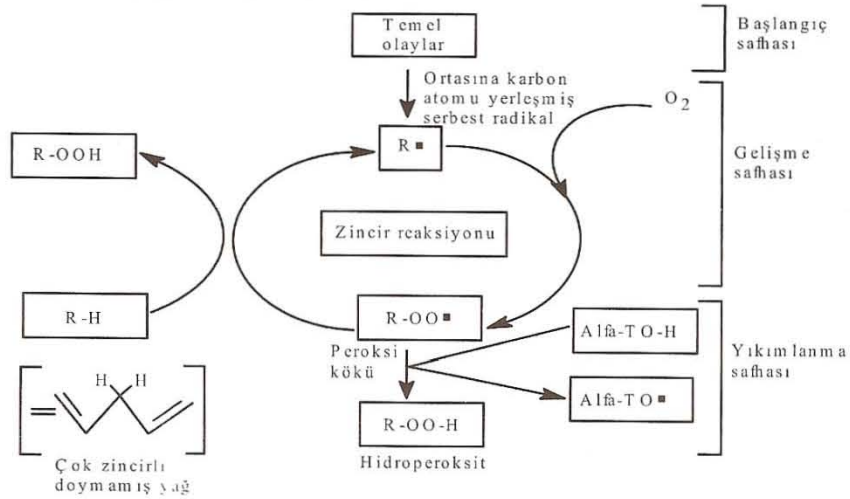 Temel
olaylar
Başlangıç
safhası
Ortasına karbon
atomu yerleşmiş
serbest radikal
O2
R-OOH
R■
Gelişme
safhası
Zincir reaksiyonu
R-H
R-OO■
Alfa-TO-H
Peroksi
kökü
Yıkımlanma
safhası
H H
Alfa-TO■
R-OO-H
Hidroperoksit
Çok zincirli
doymamış yağ